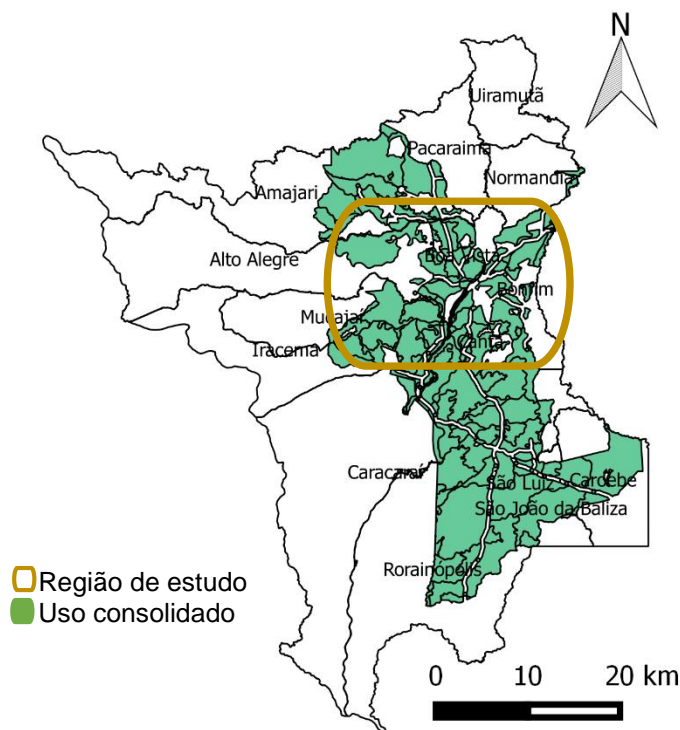 N
Uiramutã
Pacaraima
Normandia
Amajari
Alto Alegre
Boa Vista
Bonfim
Mucajaí
Cantá
Iracema
Caracaraí
São Luiz
Caroebe
São João da Baliza
Rorainópolis
Região de estudo
Uso consolidado
0 10 20 km